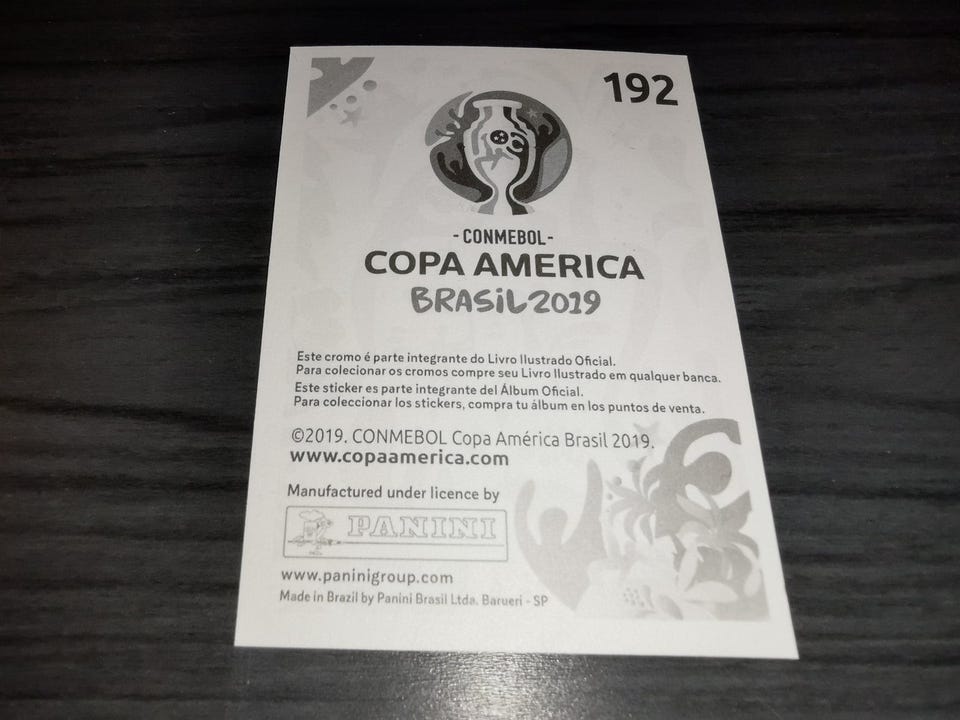 192
-CONMEBOL-
COPA AMERICA
BRASIL2019
Este cromo é parte integrante do Livro Ilustrado Oficial.
Para colecionar os cromos compre seu Livro Ilustrado em qualquer banca.
Este sticker es parte integrante del Álbum Oficial.
Para coleccionar los stickers, compra tu álbum en los puntos de venta.
©2019. CONMEBOL Copa América Brasil 2019.
www.copaamerica.com
Manufactured under licence by
PANINI
www.paninigroup.com
Made in Brazil by Panini Brasil Ltda. Barueri - SP